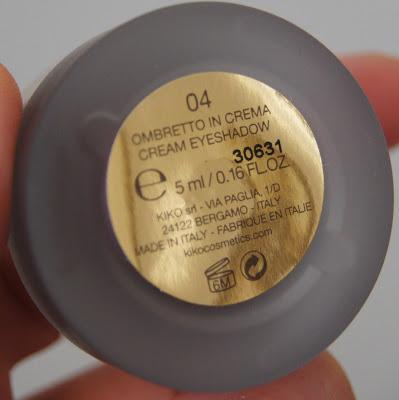 04
OMBRETTO IN CREMA
CREAM EYESHADOW
30631
e 5 ml / 0.16 FL.OZ.
KIKO srl - VIA PAGLIA, 1/D
24122 BERGAMO - ITALY
MADE IN ITALY - FABRIQUE EN ITALIE
kikocosmetics.com
6M